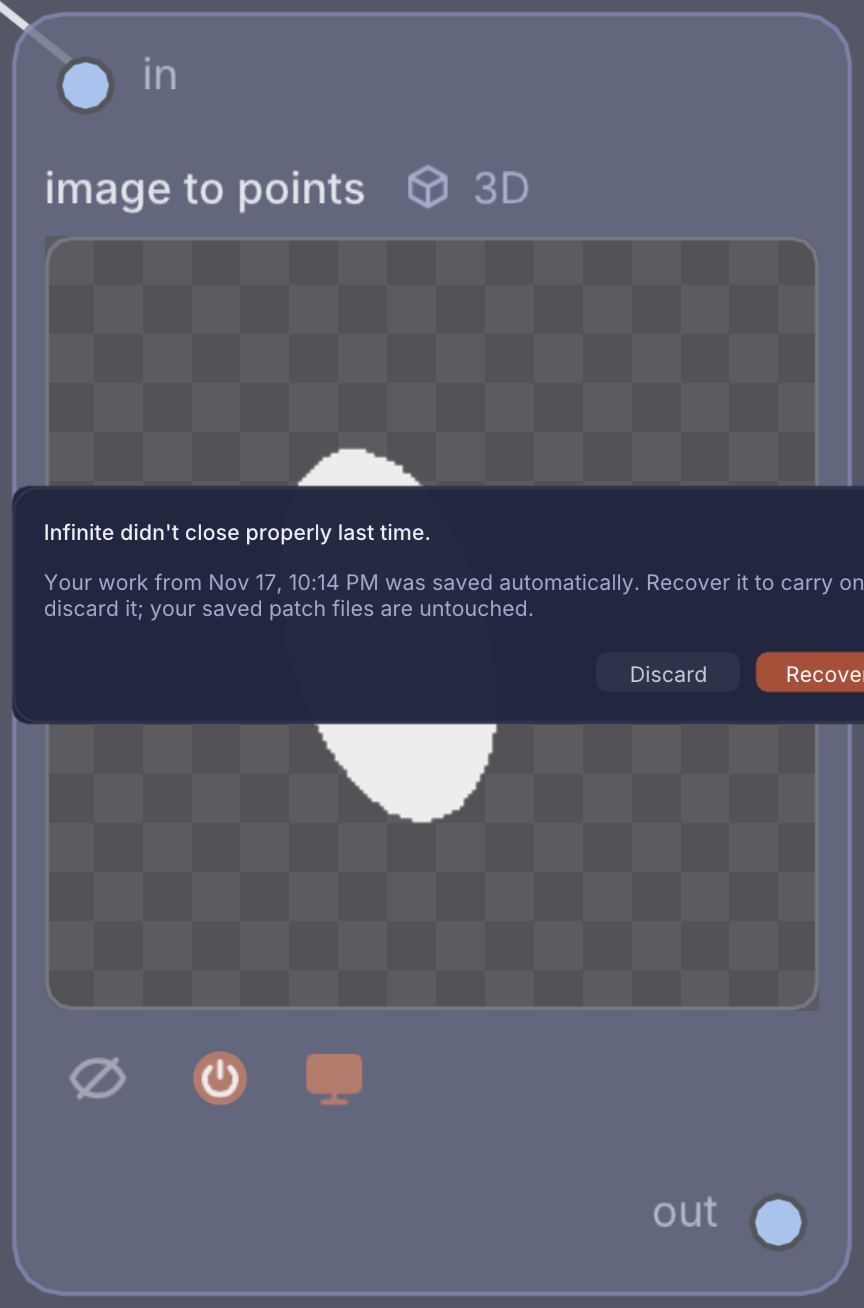 in
image to points
3D
Infinite didn't close properly last time.
Your work from Nov 17, 10:14 PM was saved automatically. Recover it to carry on
discard it; your saved patch files are untouched.
Discard
Recove
out